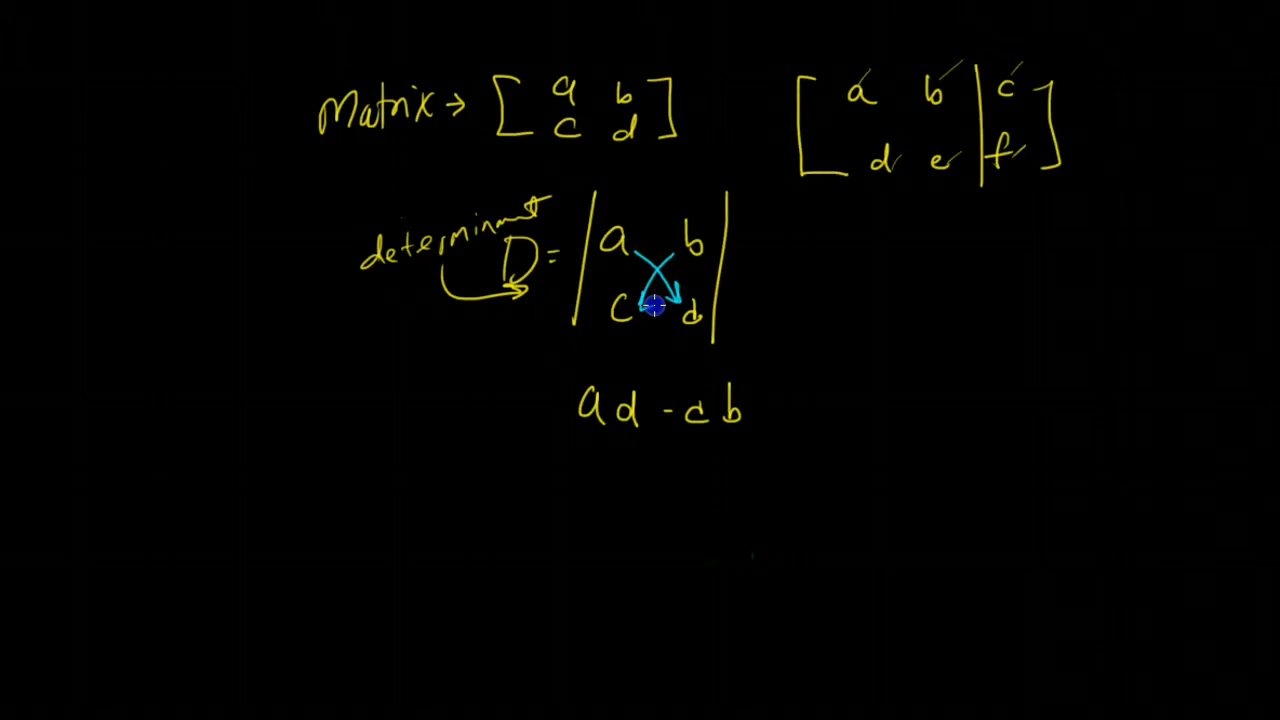 Matrix → [ a b ] [ a b | c ]
[ c d ] [ d e | f ]
determinant
D = | a b |
| c d |
ad - cb